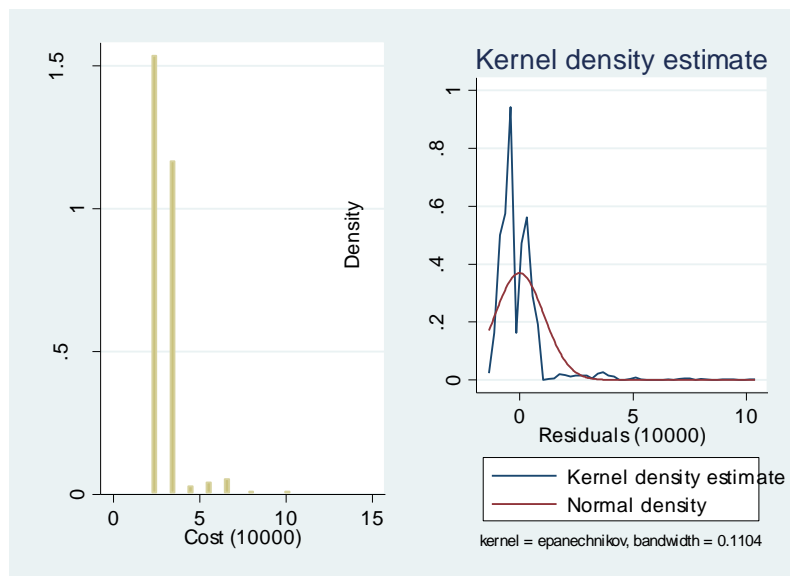 1.5
1
.5
0
0
5
10
15
Cost (10000)
Kernel density estimate
Density
1
.8
.6
.4
.2
0
0
5
10
Residuals (10000)
Kernel density estimate
Normal density
kernel = epanechnikov, bandwidth = 0.1104